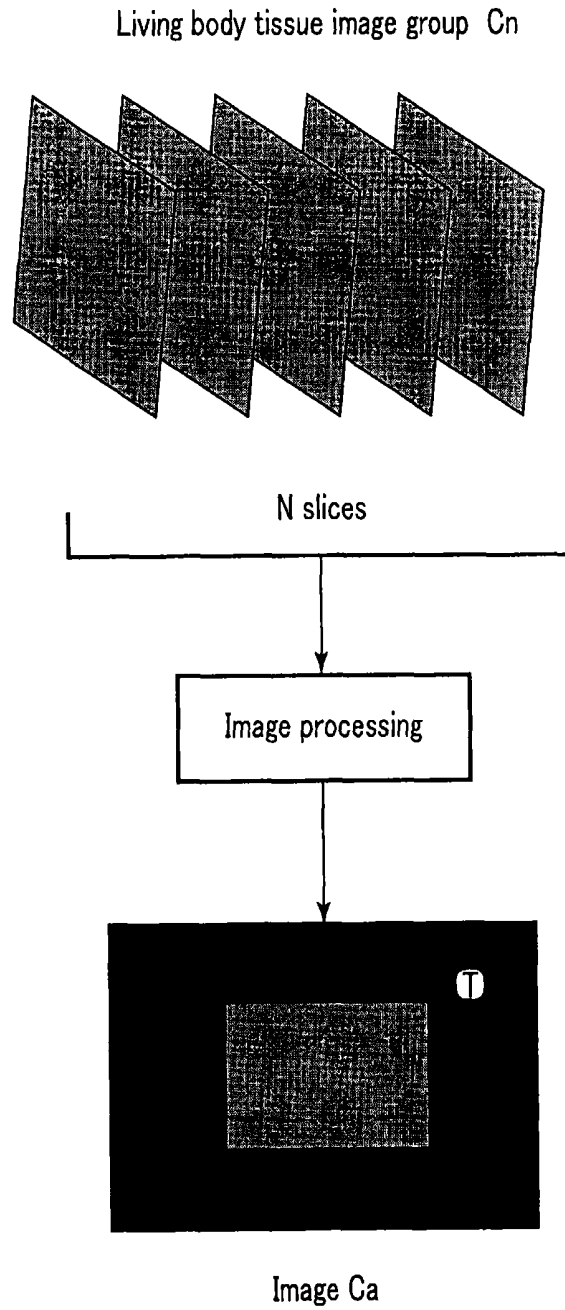 Living body tissue image group Cn
N slices
Image processing
T
Image Ca